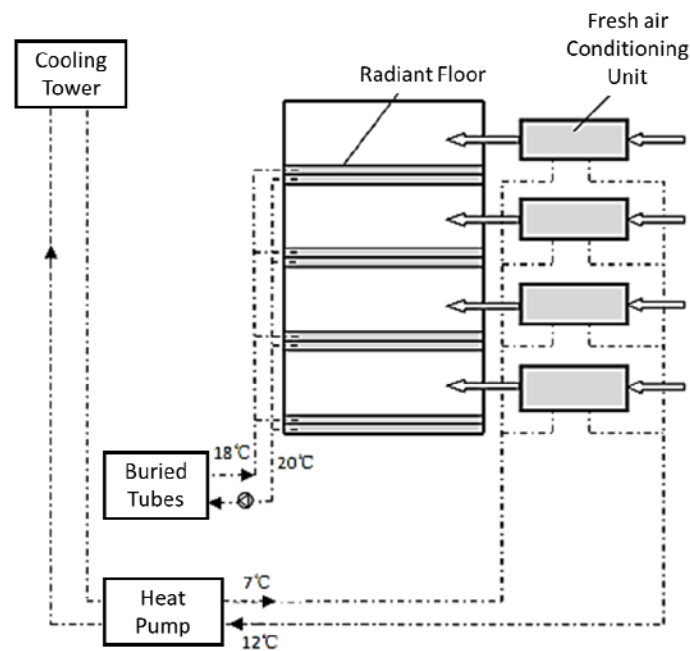 Fresh air
Conditioning
Unit
Cooling
Tower
Radiant Floor
18℃
20℃
Buried
Tubes
7℃
Heat
Pump
12℃